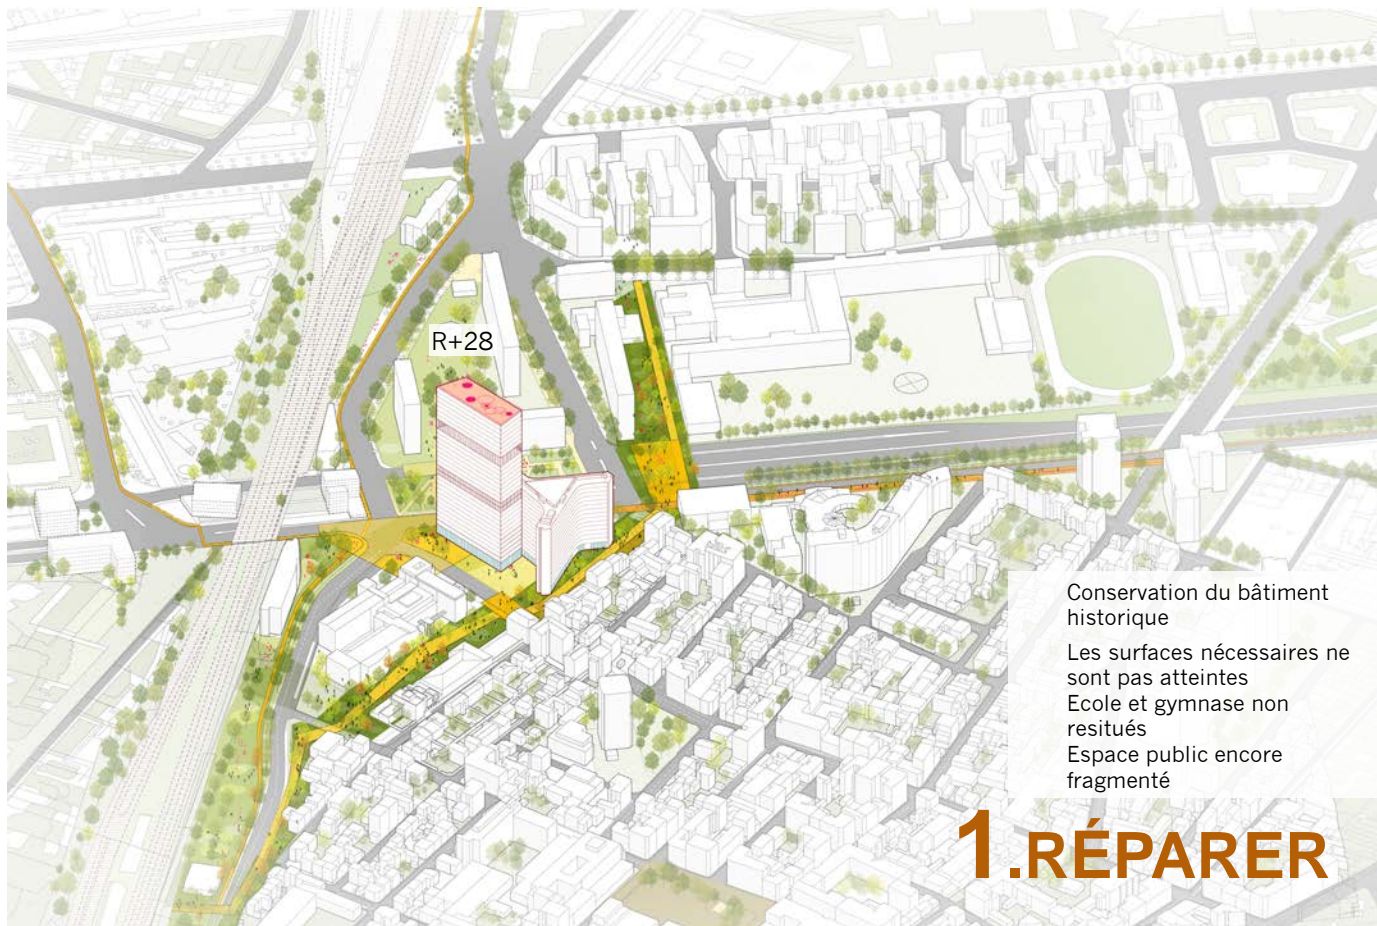 R+28
Conservation du bâtiment
historique
Les surfaces nécessaires ne
sont pas atteintes
Ecole et gymnase non
resitués
Espace public encore
fragmenté
1.RÉPARER